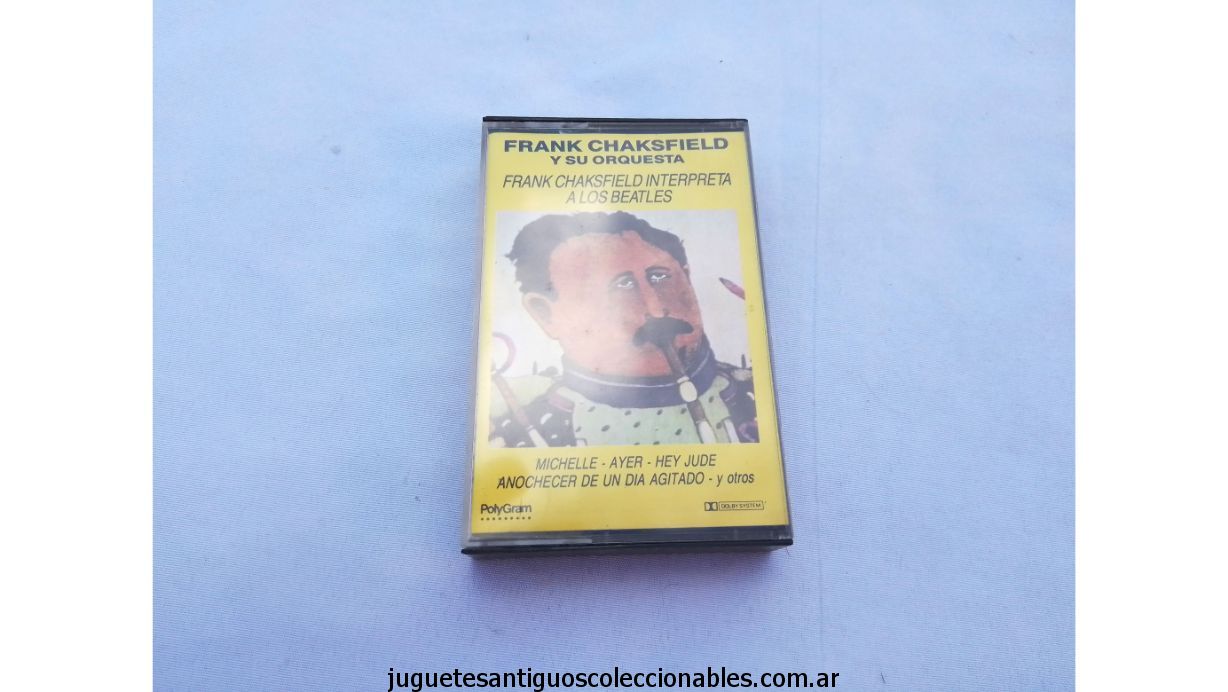 FRANK CHAKSFIELD
Y SU ORQUESTA
FRANK CHAKSFIELD INTERPRETA
A LOS BEATLES
MICHELLE - AYER - HEY JUDE
ANOCHECER DE UN DIA AGITADO - y otros
PolyGram
DOLBY SYSTEM
juguetesantiguoscoleccionables.com.ar